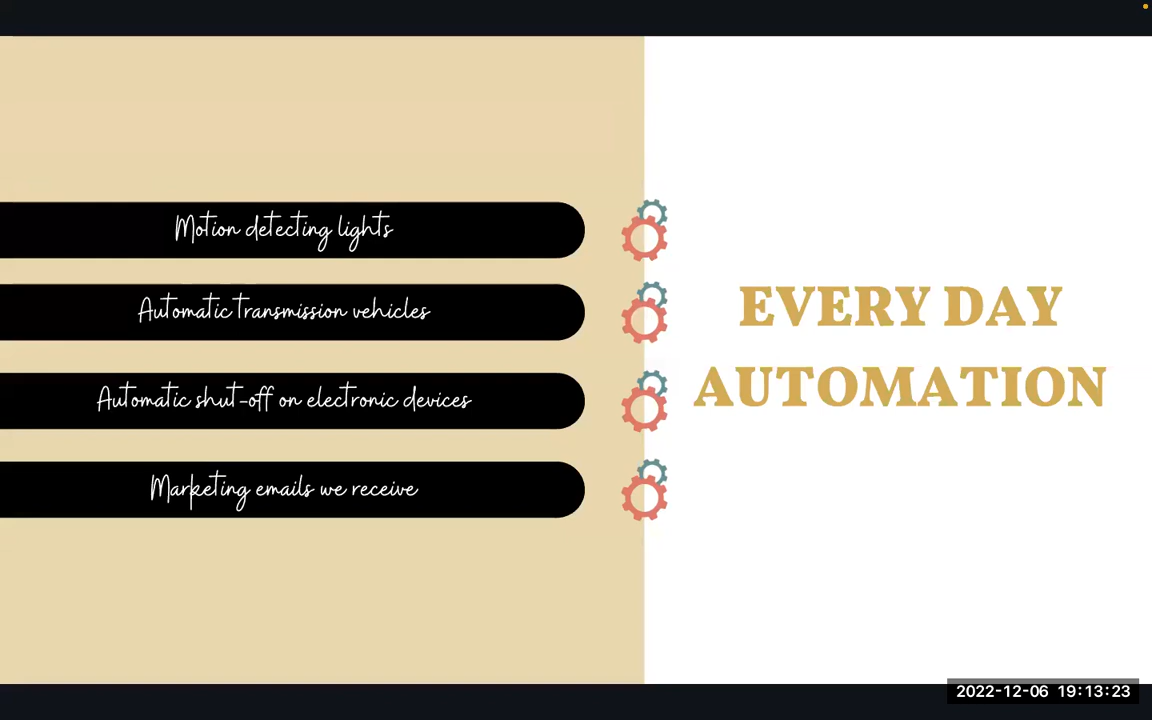 Motion detecting lights
Automatic transmission vehicles
Automatic shut-off on electronic devices
Marketing emails we receive
EVERY DAY
AUTOMATION
2022-12-06 19:13:23